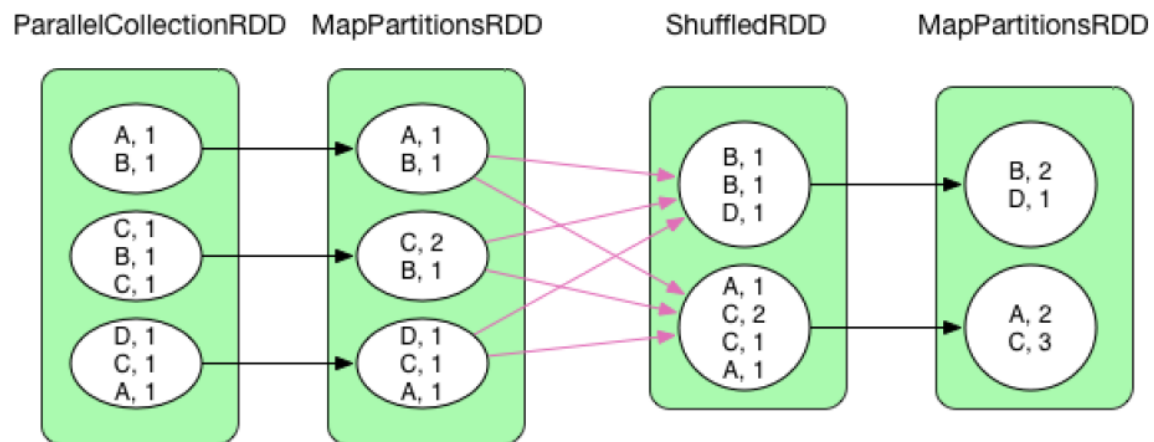 ParallelCollectionRDD
MapPartitionsRDD
ShuffledRDD
MapPartitionsRDD
A, 1
B, 1
C, 1
B, 1
C, 1
D, 1
C, 1
A, 1
A, 1
B, 1
C, 2
B, 1
D, 1
C, 1
A, 1
B, 1
B, 1
D, 1
A, 1
C, 2
C, 1
A, 1
B, 2
D, 1
A, 2
C, 3